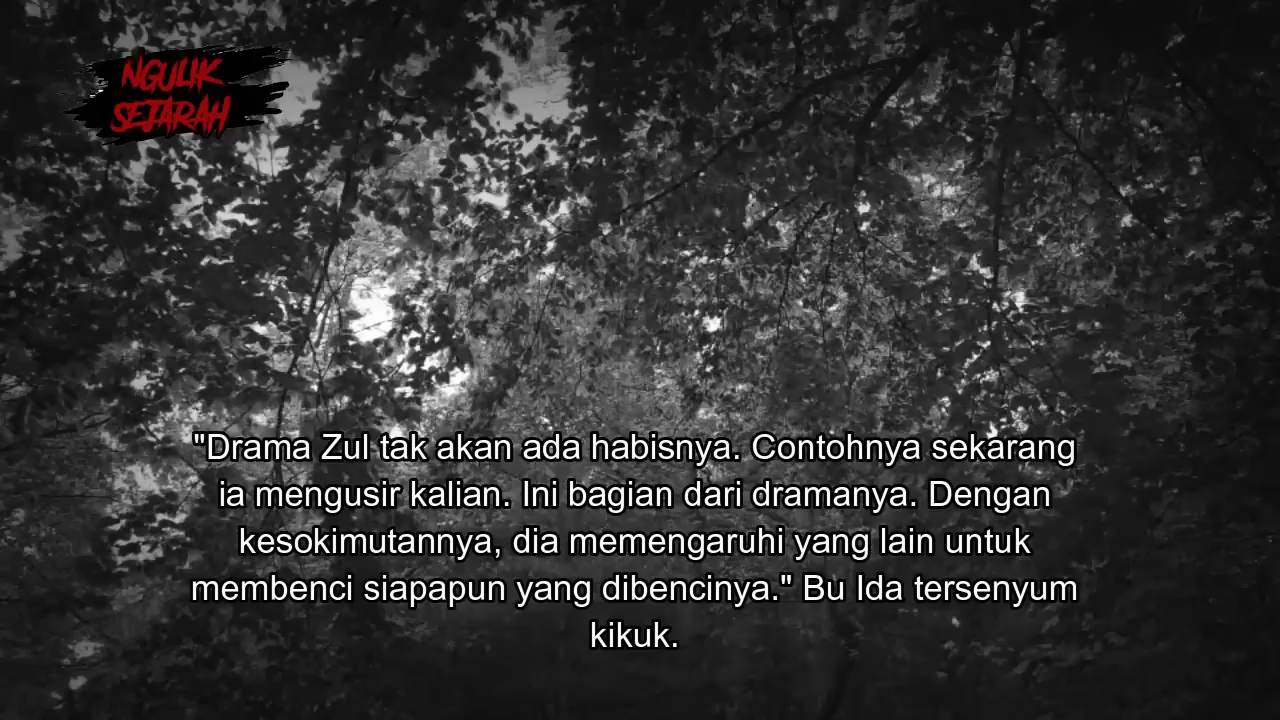 NGULIK
SEJARAH
"Drama Zul tak akan ada habisnya. Contohnya sekarang
ia mengusir kalian. Ini bagian dari dramanya. Dengan
kesokimutannya, dia memengaruhi yang lain untuk
membenci siapapun yang dibencinya." Bu Ida tersenyum
kikuk.